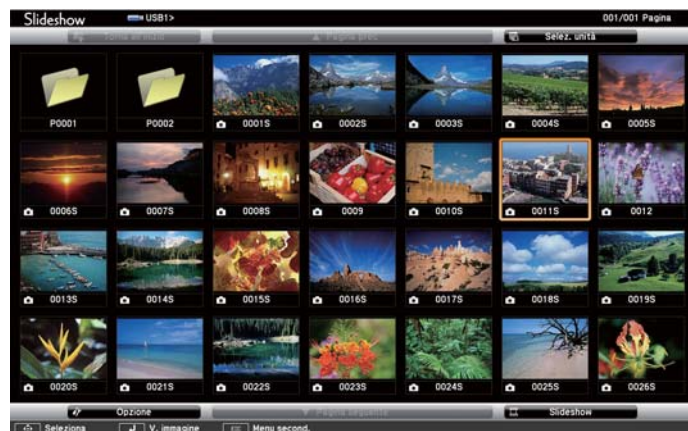 Slideshow USB1> 001/001 Pagina
Torna all'inizio Pagina prec Selez. unità
P0001 P0002 0001S 0002S 0003S 0004S 0005S
0006S 0007S 0008S 0009 0010S 0011S 0012
0013S 0014S 0015S 0016S 0017S 0018S 0019S
0020S 0021S 0022S 0023S 0024S 0025S 0026S
Opzione Pagina seguente Slideshow
Seleziona V. immagine Menu second.